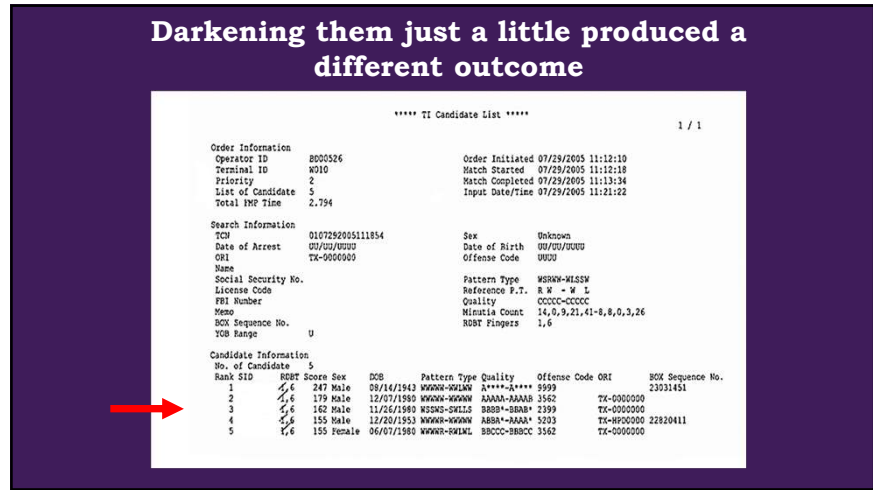 Darkening them just a little produced a
different outcome
***** TI Candidate List *****
1 / 1
Order Information
Operator ID BD00526 Order Initiated 07/29/2005 11:12:10
Terminal ID W010 Match Started 07/29/2005 11:12:18
Priority 2 Match Completed 07/29/2005 11:13:34
List of Candidate 5 Input Date/Time 07/29/2005 11:21:22
Total FMP Time 2.794
Search Information
TCN 0107292005111854 Sex Unknown
Date of Arrest UU/UU/UUUU Date of Birth UU/UU/UUUU
ORI TX-0000000 Offense Code UUUU
Name
Social Security No. Pattern Type WSRWW-WLSSW
License Code Reference P.T. R W - W L
FBI Number Quality CCCCC-CCCCC
Memo Minutia Count 14,0,9,21,41-8,8,0,3,26
BOX Sequence No. RDBT Fingers 1,6
YOB Range U
Candidate Information
No. of Candidate 5
Rank SID RDBT Score Sex DOB Pattern Type Quality Offense Code ORI BOX Sequence No.
1 1,6 247 Male 08/14/1943 WWWWW-WWLWW A****-A**** 9999 23031451
2 1,6 179 Male 12/07/1980 WWWWW-WWWWW AAAAA-AAAAB 3562 TX-0000000
3 1,6 162 Male 11/26/1980 WSSWS-SWLLS BBBB*-BBAB* 2399 TX-0000000
4 1,6 155 Male 12/20/1953 WWWWR-WWWWW ABBA*-AAAA* 5203 TX-HPD0000 22820411
5 1,6 155 Female 06/07/1980 WWWWR-RWLWL BBCCC-BBBCC 3562 TX-0000000